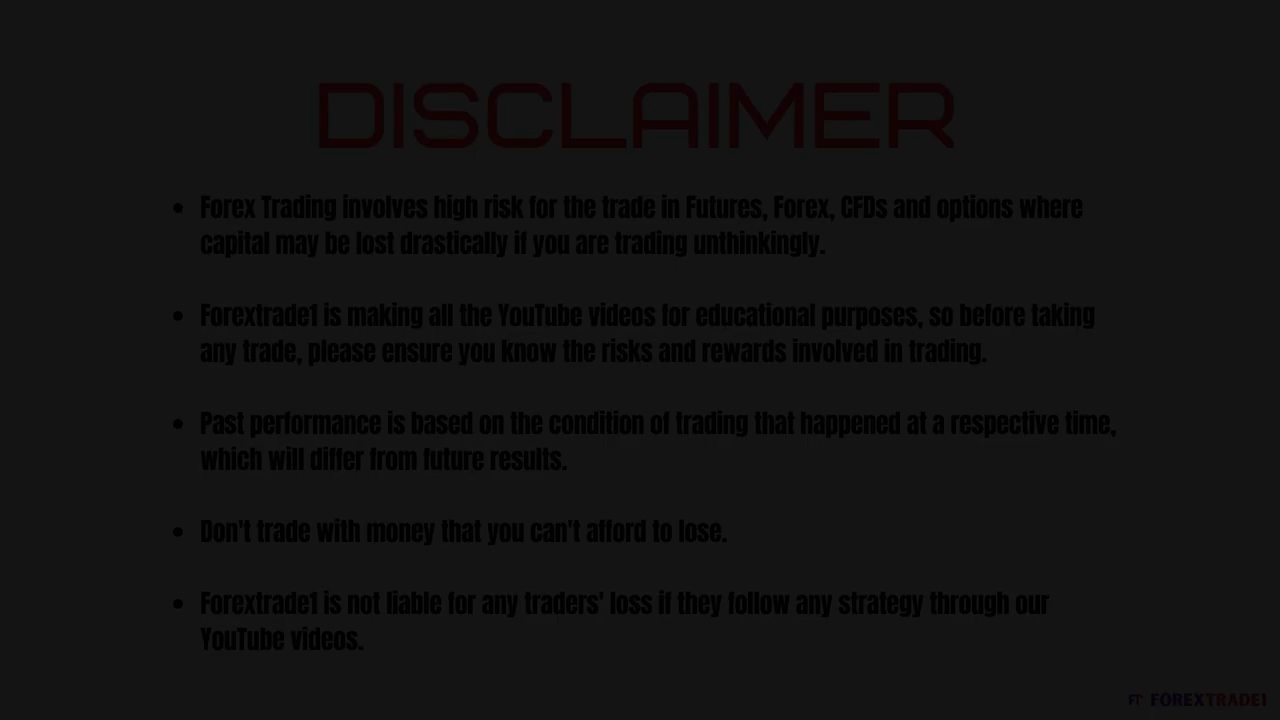 DISCLAIMER
• Forex Trading involves high risk for the trade in Futures, Forex, CFDs and options where
capital may be lost drastically if you are trading unthinkingly.
• Forextrade1 is making all the YouTube videos for educational purposes, so before taking
any trade, please ensure you know the risks and rewards involved in trading.
• Past performance is based on the condition of trading that happened at a respective time,
which will differ from future results.
• Don't trade with money that you can't afford to lose.
• Forextrade1 is not liable for any traders' loss if they follow any strategy through our
YouTube videos.
FT FOREXTRADE1